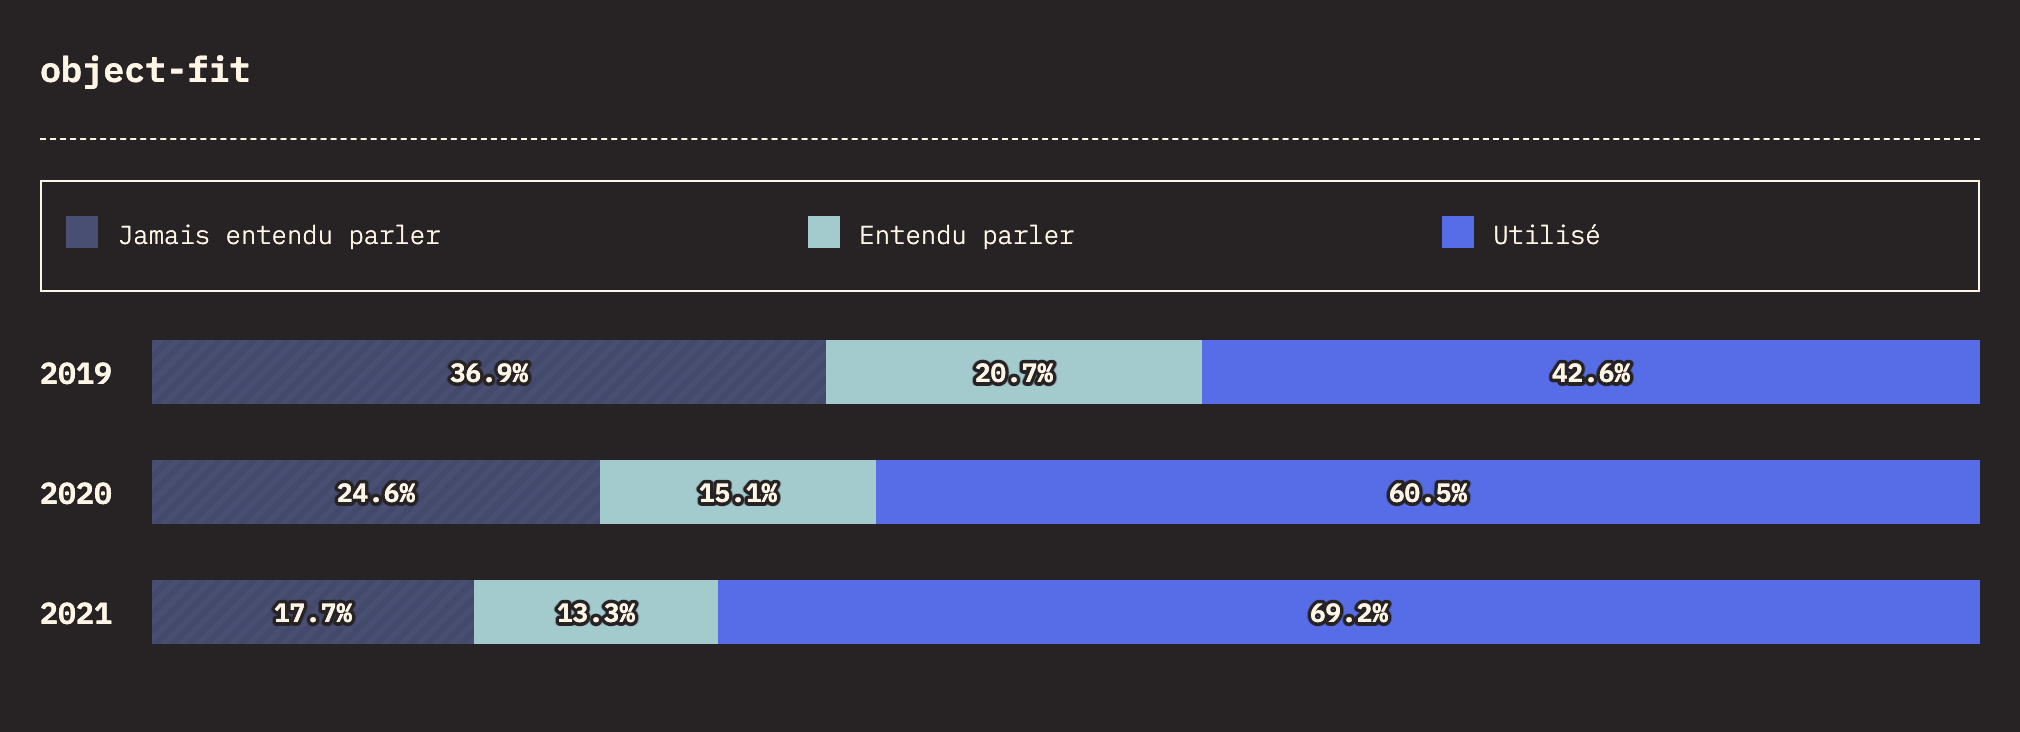 object-fit
Jamais entendu parler Entendu parler Utilisé
2019 36.9% 20.7% 42.6%
2020 24.6% 15.1% 60.5%
2021 17.7% 13.3% 69.2%